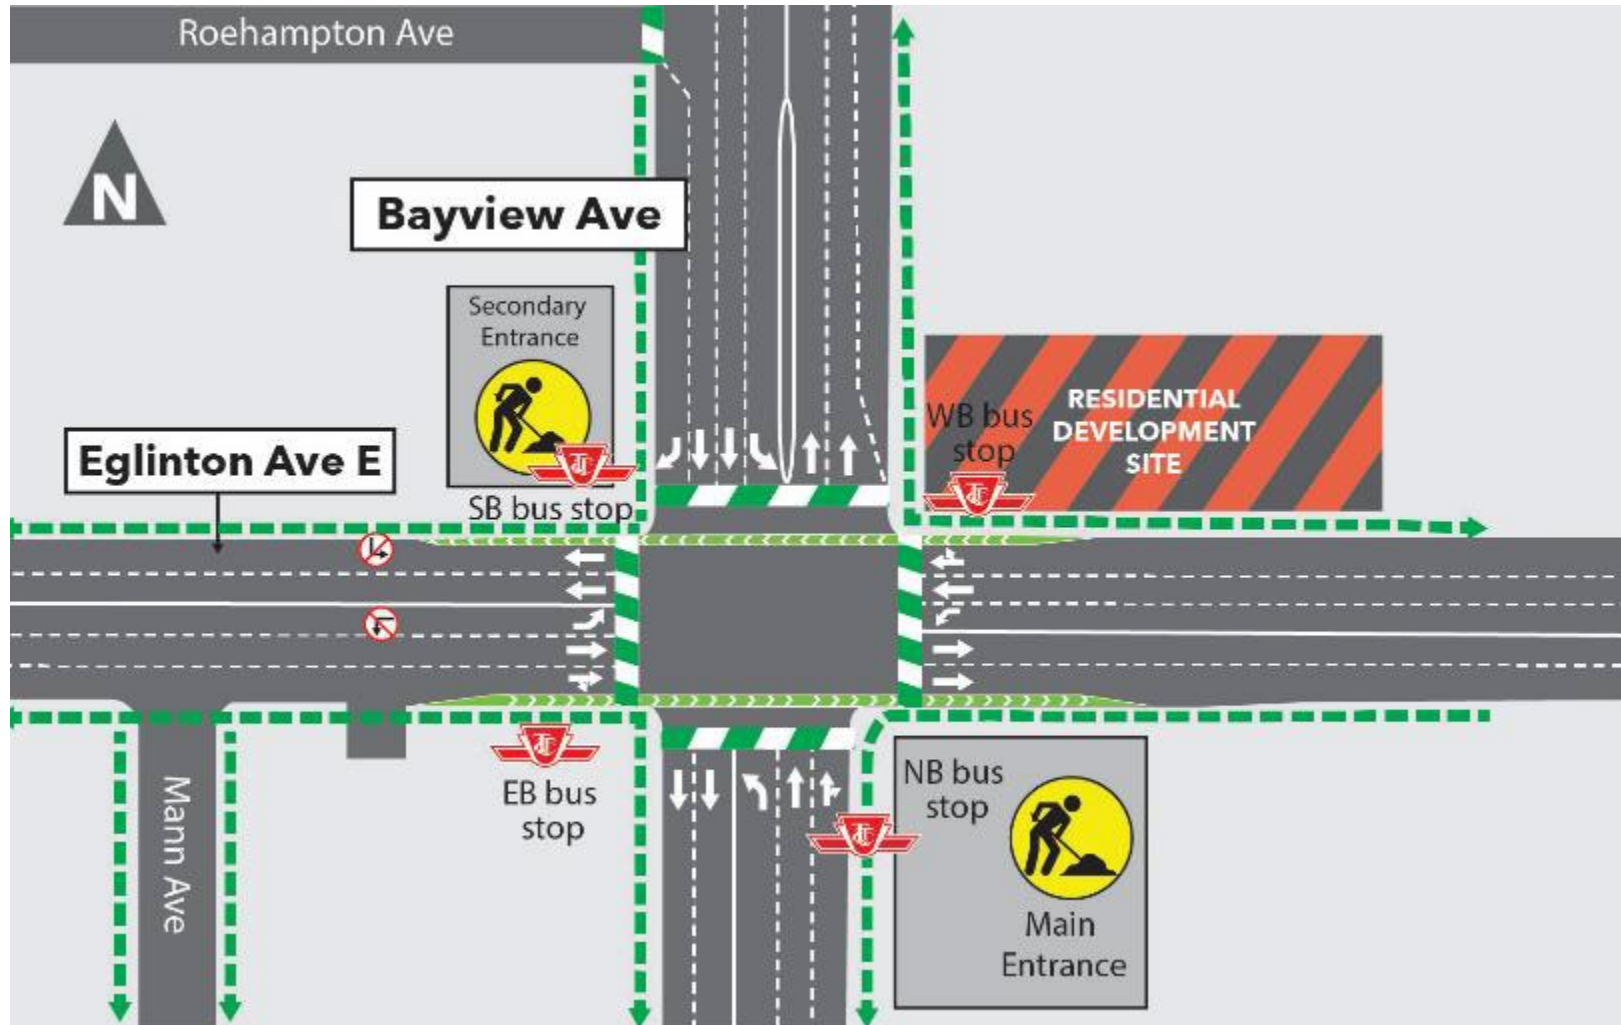 Roehampton Ave
N
Bayview Ave
Secondary
Entrance
Eglinton Ave E
SB bus stop
WB bus
stop
RESIDENTIAL
DEVELOPMENT
SITE
EB bus
stop
NB bus
stop
Mann Ave
Main
Entrance